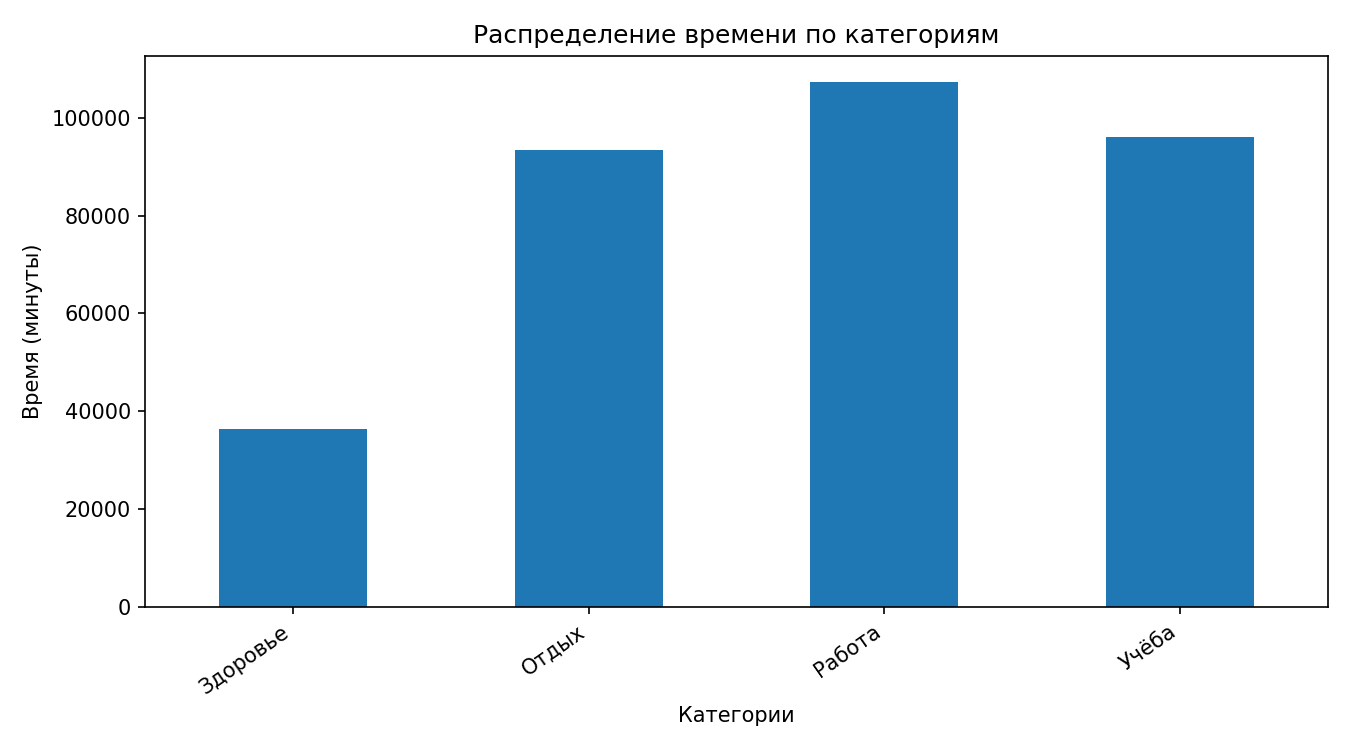 Распределение времени по категориям
Время (минуты)
100000
80000
60000
40000
20000
0
Здоровье
Отдых
Работа
Учёба
Категории